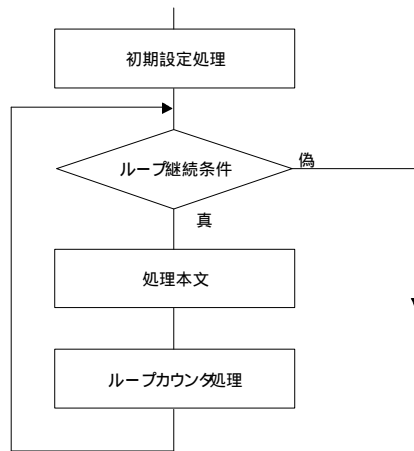 初期設定処理
ループ継続条件
偽
真
処理本文
ループカウンタ処理